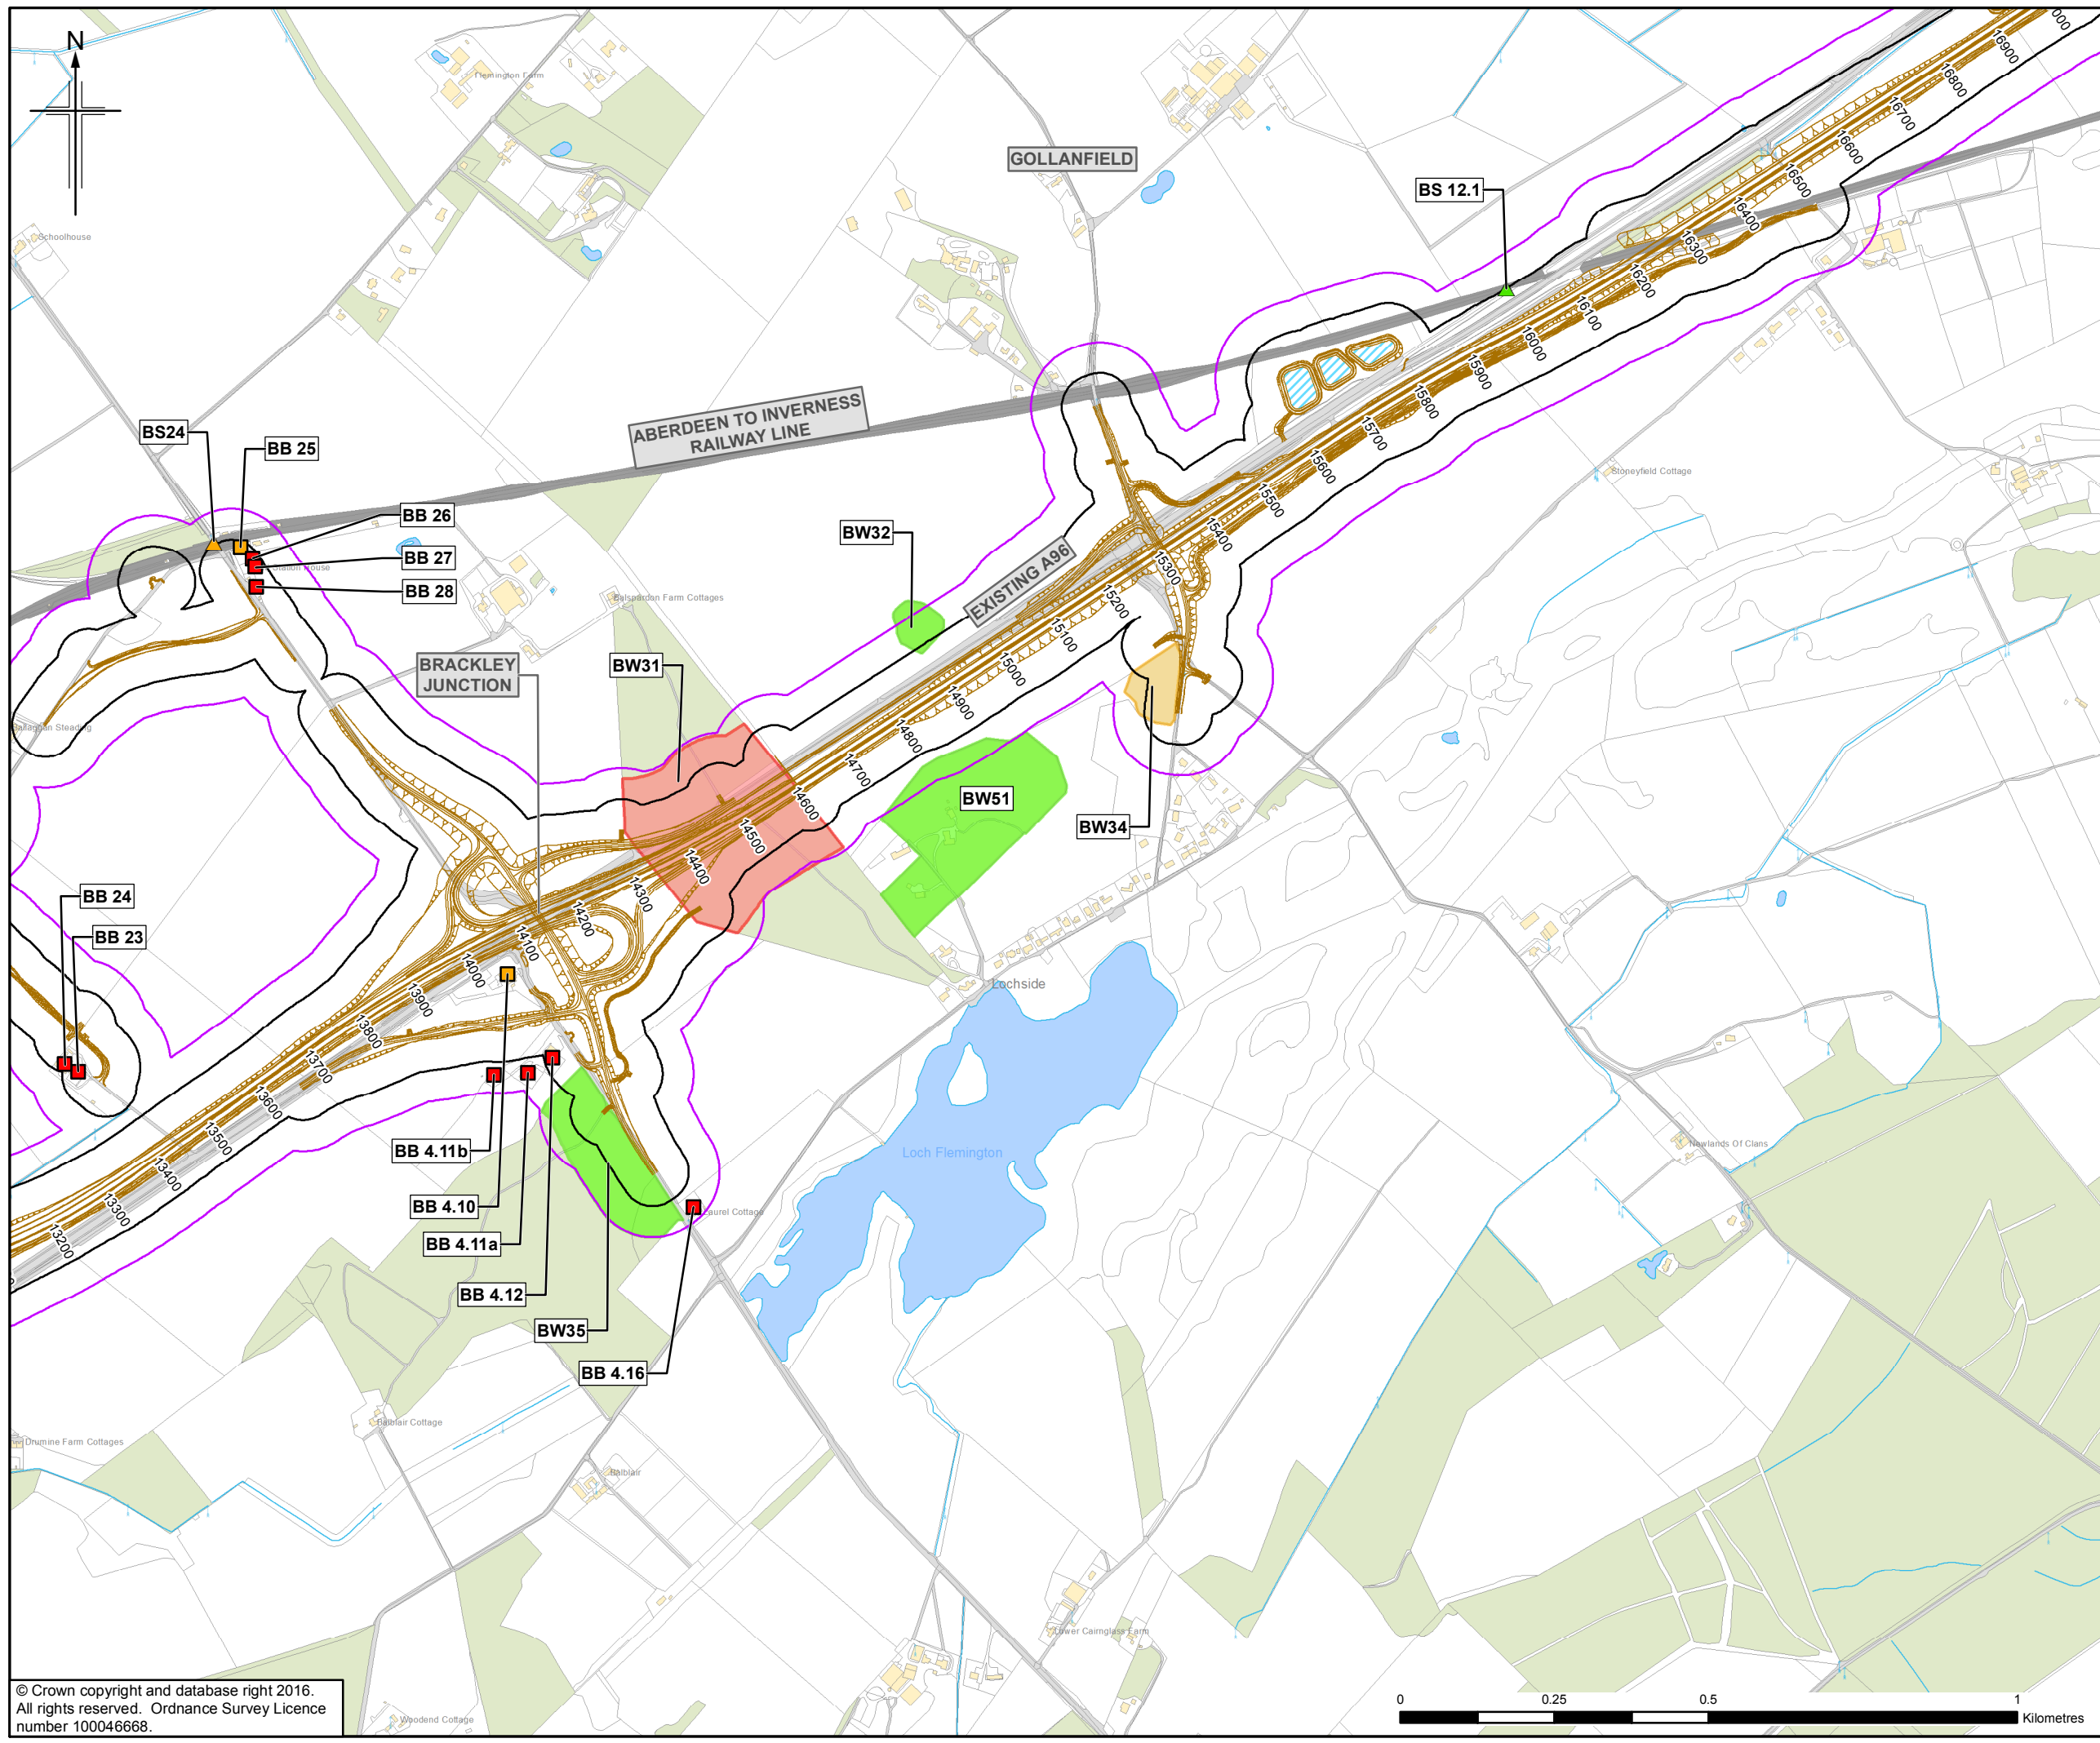 N
Flemington Farm
GOLLANFIELD
BS 12.1
Schoolhouse
ABERDEEN TO INVERNESS
RAILWAY LINE
BS24
BB 25
BB 26
BB 27
BB 28
Station House
Balspardon Farm Cottages
BW32
EXISTING A96
Stoneyfield Cottage
BRACKLEY
JUNCTION
BW31
BW51
BW34
Ballagan Steading
BB 24
BB 23
Lochside
Loch Flemington
Newlands Of Clans
BB 4.11b
BB 4.10
BB 4.11a
BB 4.12
BW35
BB 4.16
Laurel Cottage
Balblair Cottage
Drumine Farm Cottages
Balblair
Lower Cairnglass Farm
Woodend Cottage
13200
13300
13400
13500
13600
13700
13800
13900
14000
14100
14200
14300
14400
14500
14600
14700
14800
14900
15000
15100
15200
15300
15400
15500
15600
15700
15800
15900
16000
16100
16200
16300
16400
16500
16600
16700
16800
16900
© Crown copyright and database right 2016.
All rights reserved.  Ordnance Survey Licence
number 100046668.
0 0.25 0.5 1
Kilometres